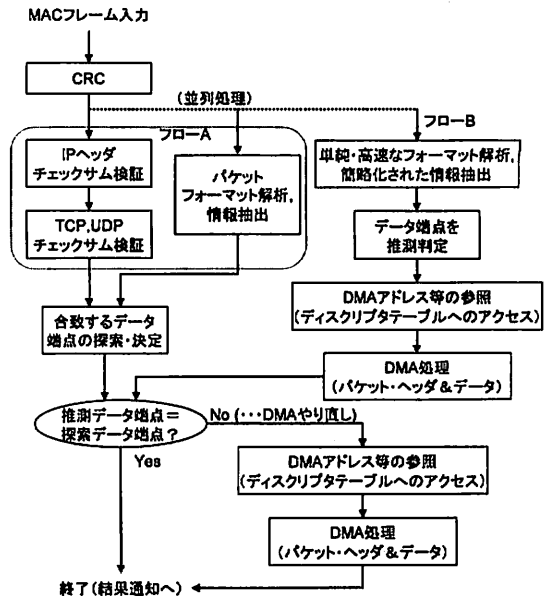 MACフレーム入力
CRC
(並列処理)
フローA
フローB
IPヘッダ
チェックサム検証
パケット
フォーマット解析,
情報抽出
単純・高速なフォーマット解析,
簡略化された情報抽出
TCP,UDP
チェックサム検証
データ端点を
推測判定
DMAアドレス等の参照
(ディスクリプタテーブルへのアクセス)
合致するデータ
端点の探索・決定
DMA処理
(パケット・ヘッダ&データ)
推測データ端点=
探索データ端点?
No (・・・DMAやり直し)
Yes
DMAアドレス等の参照
(ディスクリプタテーブルへのアクセス)
DMA処理
(パケット・ヘッダ&データ)
終了(結果通知へ)